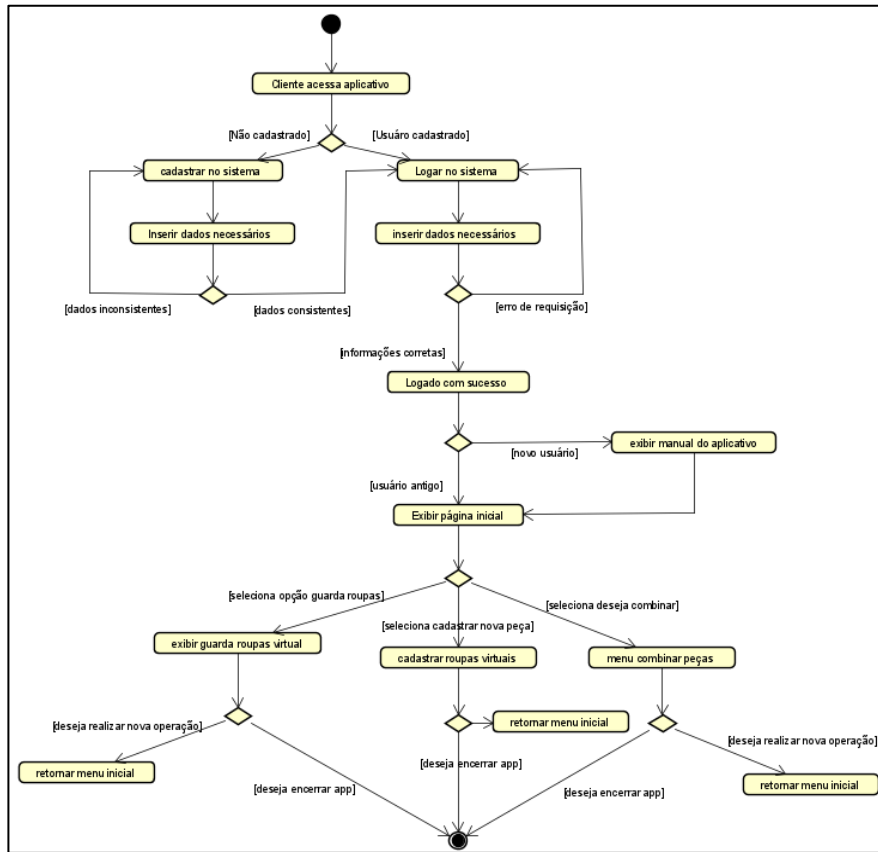 Cliente acessa aplicativo
[Não cadastrado]
[Usuáro cadastrado]
cadastrar no sistema
Logar no sistema
Inserir dados necessários
inserir dados necessários
[dados inconsistentes]
[dados consistentes]
[erro de requisição]
[informações corretas]
Logado com sucesso
exibir manual do aplicativo
[novo usuário]
[usuário antigo]
Exibir página inicial
[seleciona opção guarda roupas]
[seleciona deseja combinar]
[seleciona cadastrar nova peça]
exibir guarda roupas virtual
cadastrar roupas virtuais
menu combinar peças
[deseja realizar nova operação]
retornar menu inicial
[deseja realizar nova operação]
retornar menu inicial
[deseja encerrar app]
retornar menu inicial
[deseja encerrar app]
[deseja encerrar app]